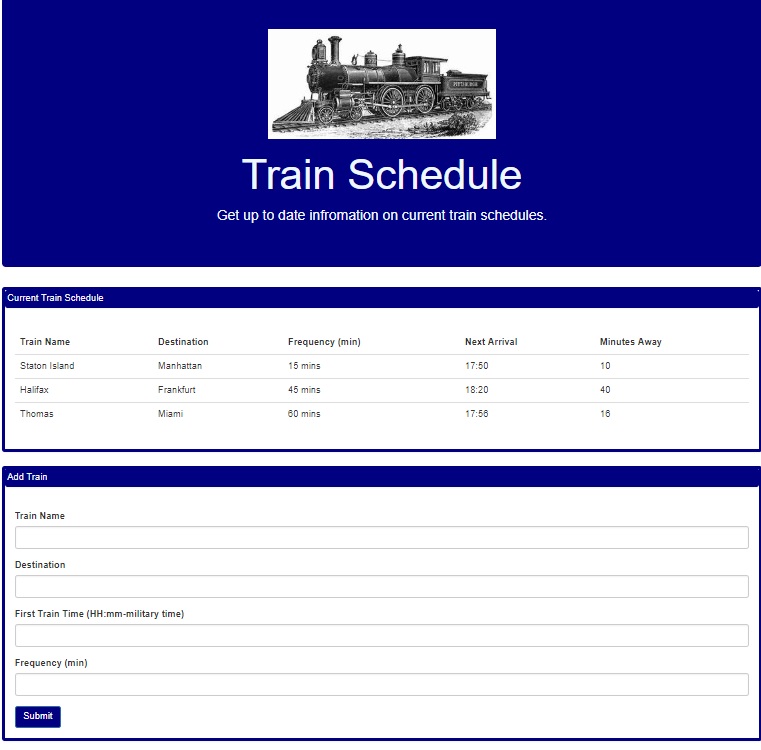 PITTSBURGH
Train Schedule
Get up to date infromation on current train schedules.
Current Train Schedule
Train Name Destination Frequency (min) Next Arrival Minutes Away
Staton Island Manhattan 15 mins 17:50 10
Halifax Frankfurt 45 mins 18:20 40
Thomas Miami 60 mins 17:56 16
Add Train
Train Name
Destination
First Train Time (HH:mm-military time)
Frequency (min)
Submit